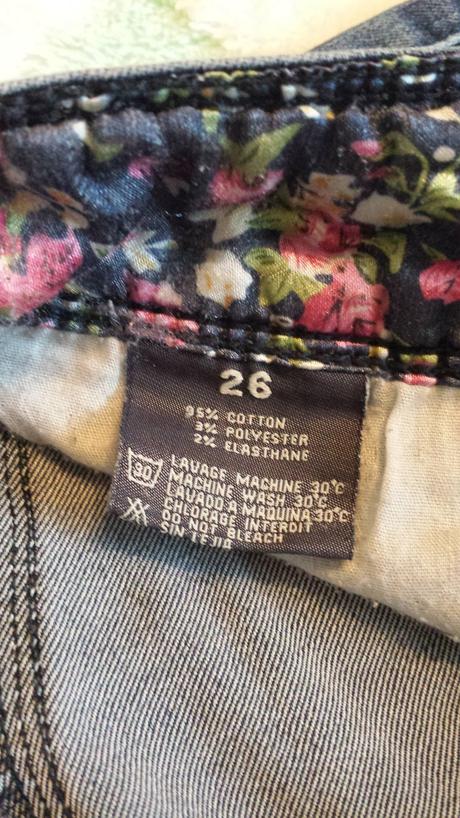 26
95% COTTON
3% POLYESTER
2% ELASTHANE
30
LAVAGE MACHINE 30°C
MACHINE WASH 30°C
LAVADO A MAQUINA 30°C
CHLORAGE INTERDIT
DO NOT BLEACH
SIN LEJIA